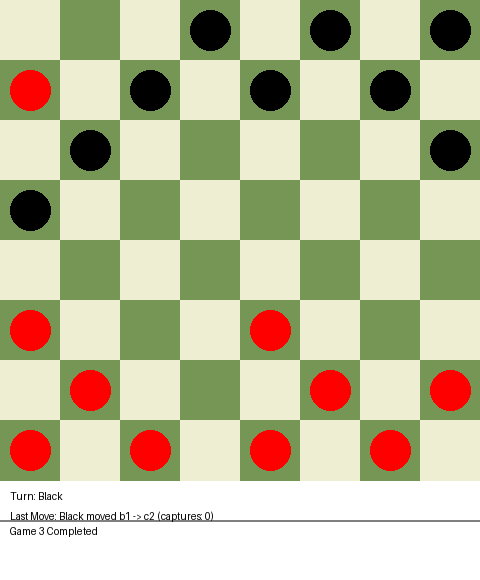 Turn: Black
Last Move: Black moved b1 -> c2 (captures: 0)
Game 3 Completed